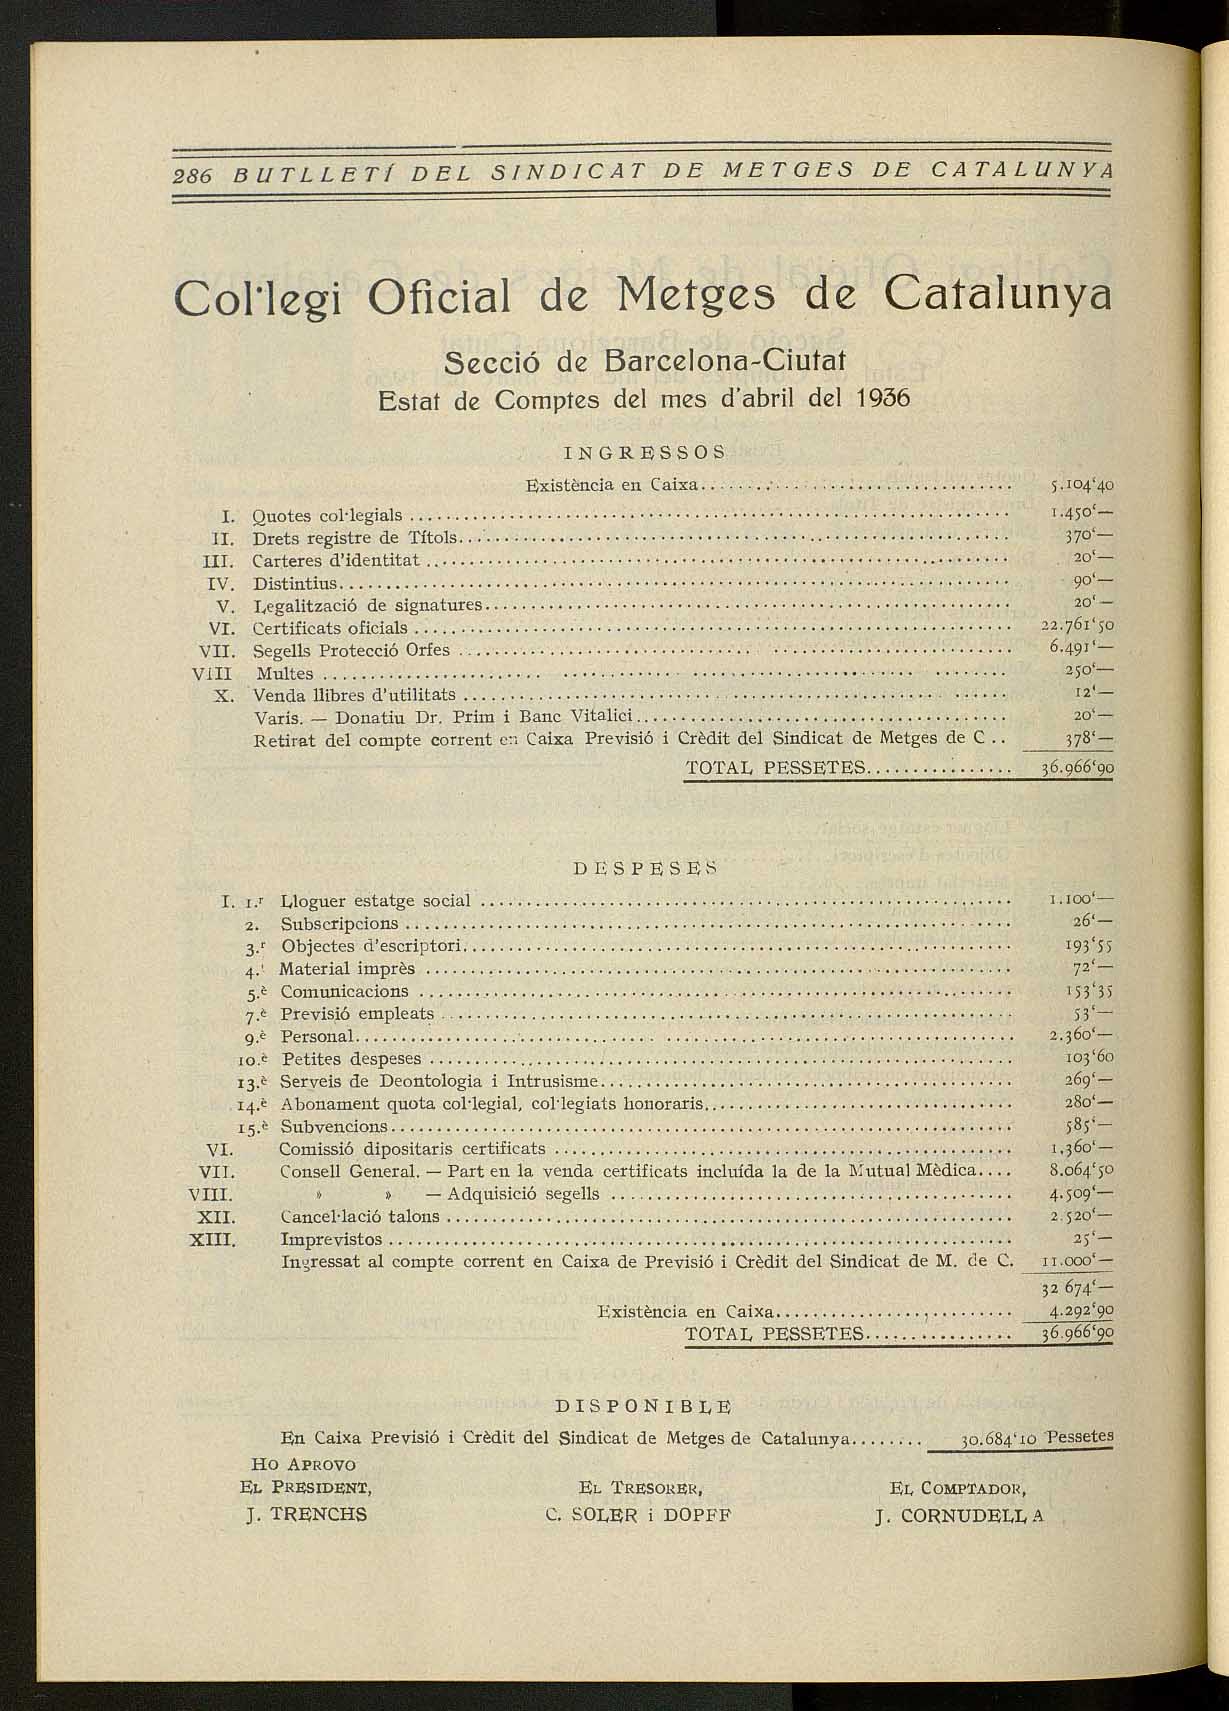 286 BUTLLETÍ DEL SINDICAT DE METGES DE CATALUNYA
Col·legi Oficial de Metges de Catalunya
Secció de Barcelona-Ciutat
Estat de Comptes del mes d'abril del 1936
INGRESSOS
Existència en Caixa 5.104'40
I. Quotes col·legials 1.450'—
II. Drets registre de Títols 370'—
III. Carteres d'identitat 20'—
IV. Distintius 90'—
V. Legalització de signatures 20'—
VI. Certificats oficials 22.761'50
VII. Segells Protecció Orfes 6.491'—
VIII Multes 250'—
X. Venda llibres d'utilitats 12'—
Varis. — Donatiu Dr. Prim i Banc Vitalici 20'—
Retirat del compte corrent en Caixa Previsió i Crèdit del Sindicat de Metges de C .. 378'—
TOTAL PESSETES 36.966'90
DESPESES
I. 1.r Lloguer estatge social 1.100'—
2. Subscripcions 26'—
3.r Objectes d'escriptori 193'55
4.t Material imprès 72'—
5.è Comunicacions 153'35
7.è Previsió empleats 53'—
9.è Personal 2.360'—
10.è Petites despeses 103'60
13.è Serveis de Deontologia i Intrusisme 269'—
14.è Abonament quota col·legial, col·legiats honoraris 280'—
15.è Subvencions 585'—
VI. Comissió dipositaris certificats 1.360'—
VII. Consell General. — Part en la venda certificats incluída la de la Mutual Mèdica 8.064'50
VIII. » » — Adquisició segells 4.509'—
XII. Cancel·lació talons 2.520'—
XIII. Imprevistos 25'—
Ingressat al compte corrent en Caixa de Previsió i Crèdit del Sindicat de M. de C. 11.000'—
32 674'—
Existència en Caixa 4.292'90
TOTAL PESSETES 36.966'90
DISPONIBLE
En Caixa Previsió i Crèdit del Sindicat de Metges de Catalunya 30.684'10 Pessetes
HO APROVO
EL PRESIDENT, EL TRESORER, EL COMPTADOR,
J. TRENCHS C. SOLER i DOPFF J. CORNUDELLA